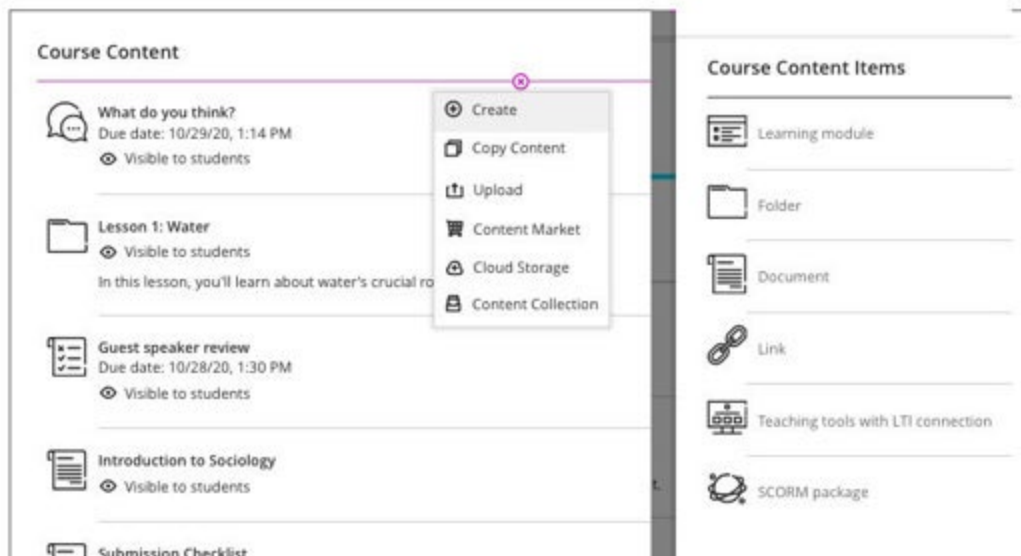 Course Content
What do you think?
Due date: 10/29/20, 1:14 PM
Visible to students
Lesson 1: Water
Visible to students
In this lesson, you'll learn about water's crucial ro
Guest speaker review
Due date: 10/28/20, 1:30 PM
Visible to students
Introduction to Sociology
Visible to students
Submission Checklist
Create
Copy Content
Upload
Content Market
Cloud Storage
Content Collection
t.
Course Content Items
Learning module
Folder
Document
Link
Teaching tools with LTI connection
SCORM package